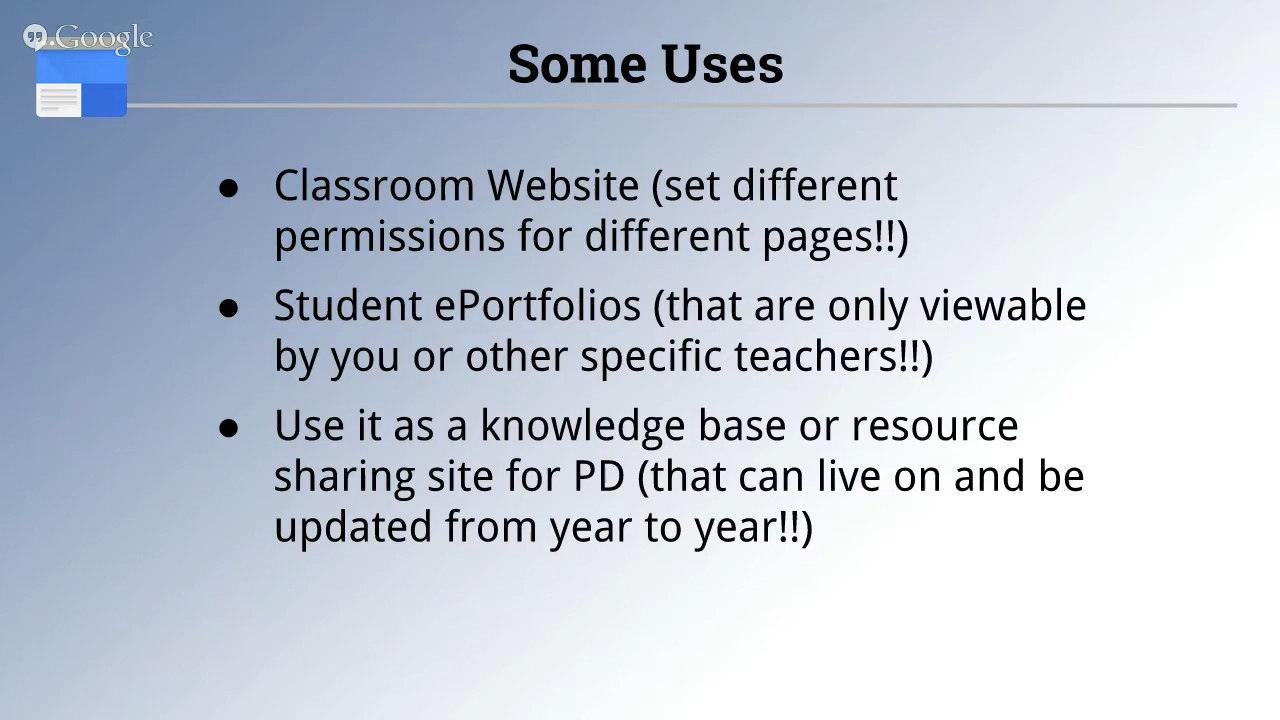 Google
Some Uses
● Classroom Website (set different
permissions for different pages!!)
● Student ePortfolios (that are only viewable
by you or other specific teachers!!)
● Use it as a knowledge base or resource
sharing site for PD (that can live on and be
updated from year to year!!)